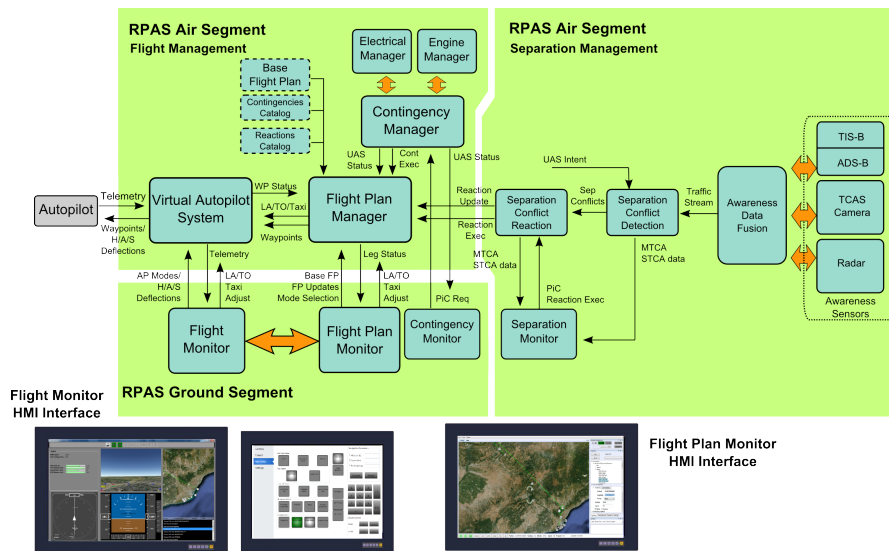 RPAS Air Segment
Flight Management
RPAS Air Segment
Separation Management
Electrical
Manager
Engine
Manager
Base
Flight Plan
Contingencies
Catalog
Reactions
Catalog
Contingency
Manager
UAS
Status
Cont
Exec
UAS Status
UAS Intent
TIS-B
ADS-B
TCAS
Camera
Radar
Awareness
Sensors
Awareness
Data
Fusion
Traffic
Stream
Separation
Conflict
Detection
Sep
Conflicts
Separation
Conflict
Reaction
Reaction
Update
Reaction
Exec
Flight Plan
Manager
WP Status
LA/TO/Taxi
Waypoints
Virtual Autopilot
System
Autopilot
Telemetry
Waypoints/
H/A/S
Deflections
AP Modes/
H/A/S
Deflections
Telemetry
LA/TO
Taxi
Adjust
Base FP
FP Updates
Mode Selection
Leg Status
LA/TO
Taxi
Adjust
PiC Req
MTCA
STCA data
PiC
Reaction Exec
MTCA
STCA data
Flight
Monitor
Flight Plan
Monitor
Contingency
Monitor
Separation
Monitor
RPAS Ground Segment
Flight Monitor
HMI Interface
Flight Plan Monitor
HMI Interface